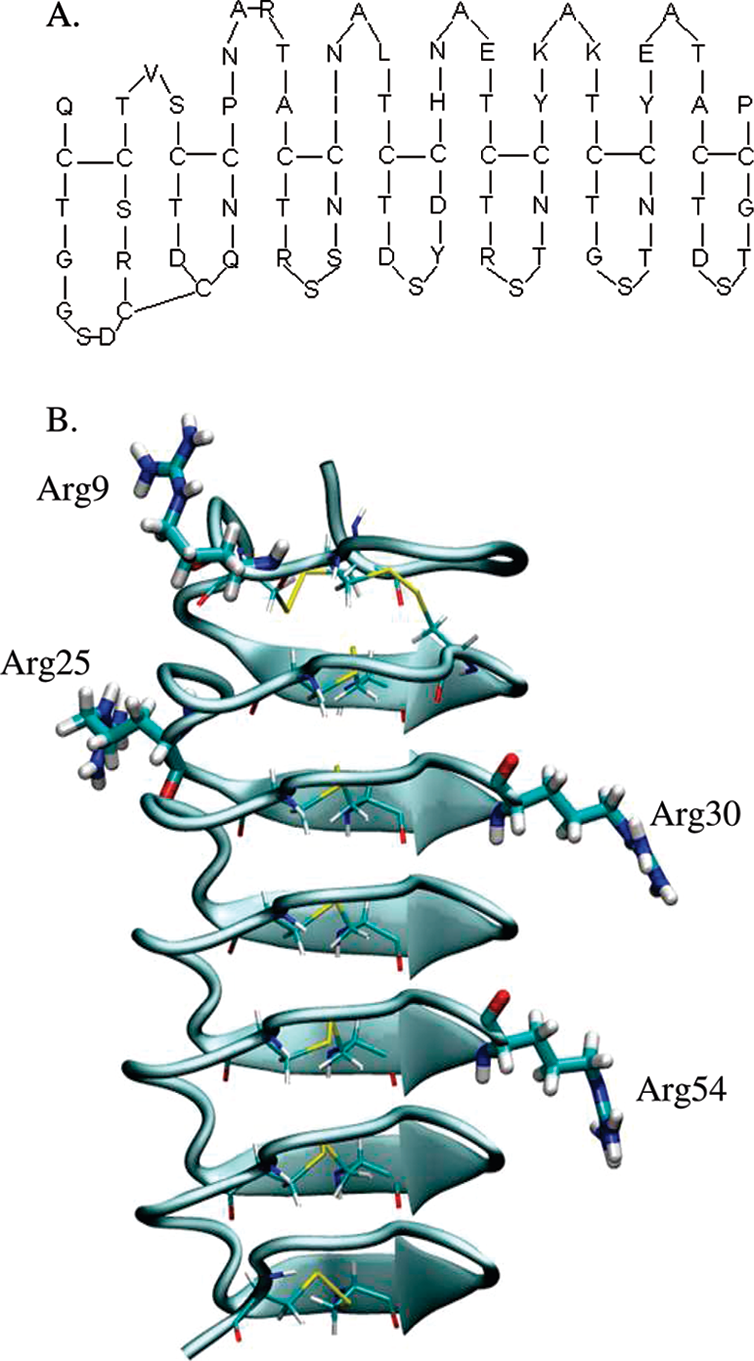 A.
A–R A A A A A
N T N L N E K K E T
V
Q T S P A I T H T Y T Y A P
C–C C–C C–C C–C C–C C–C C–C
T S T N T N T D T N T N T G
G R D Q R S D Y R T G T D T
G C C S S S S S
S–D
B.
Arg9
Arg25
Arg30
Arg54